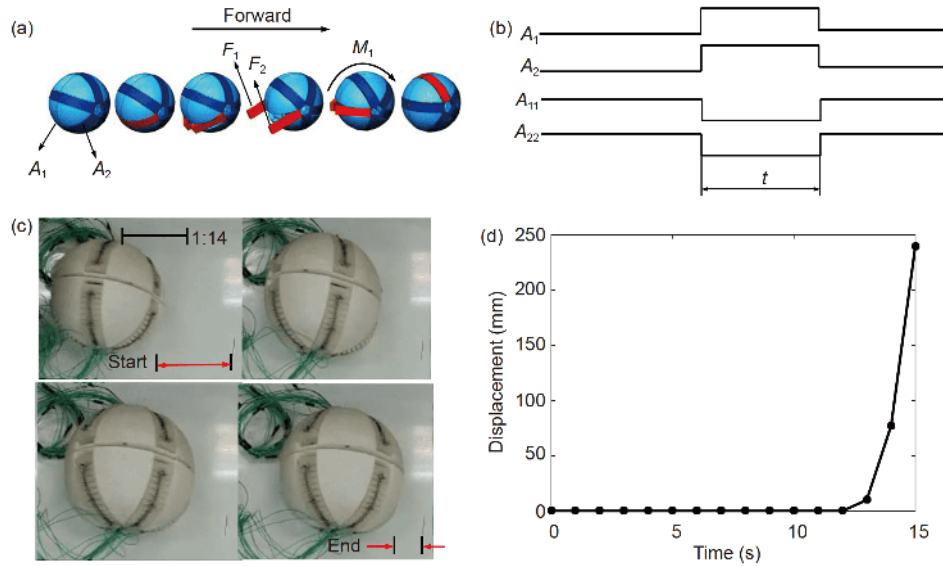 (a)
Forward
F1
F2
M1
A1
A2
(b)
A1
A2
A11
A22
t
(c)
1:14
Start
End
(d)
Displacement (mm)
250
200
150
100
50
0
0
5
10
15
Time (s)